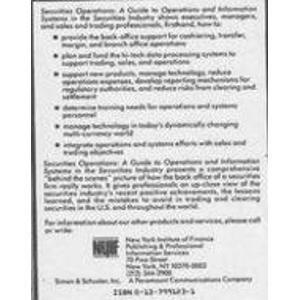 Securities Operations: A Guide to Operations and Information
Systems in the Securities Industry shows executives, managers,
and sales and trading professionals, firsthand, how to:
• provide the back-office support for cashiering, transfer,
margin, and branch office operations
• plan and fund the hi-tech data processing systems to
support trading, sales, and operations
• support new products, manage technology, reduce
operations expenses, develop reporting mechanisms for
regulatory authorities, and reduce risks from clearing and
settlement
• determine training needs for operations and systems
personnel
• manage technology in today's dynamically changing
multi-currency world
• integrate operations and systems efforts with sales and
trading objectives
Securities Operations: A Guide to Operations and Information
Systems in the Securities Industry presents a comprehensive
"behind the scenes" picture of how the back office of a securities
firm really works. It gives professionals an up-close view of the
securities industry's recent positive achievements, the lessons
learned, and the mistakes to avoid in trading and clearing
securities in the U.S. and throughout the world.
For information about our other products and services, please call
or write:
New York Institute of Finance
Publishing & Professional
Information Services
70 Pine Street
New York, NY 10270-0003
(212) 344-2900
Simon & Schuster, Inc. A Paramount Communications Company
ISBN 0-13-799123-1